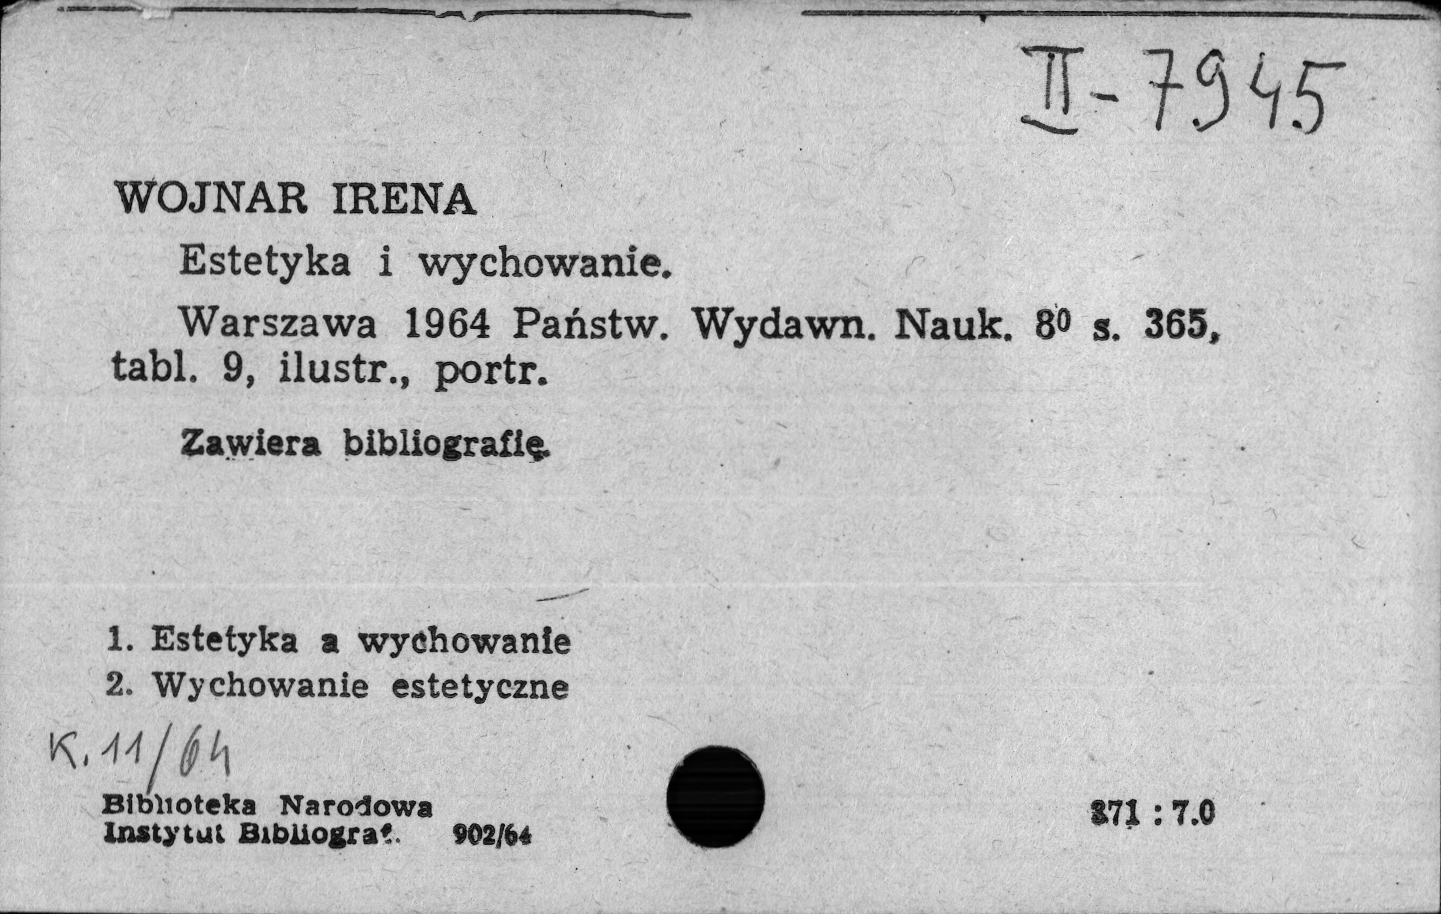 II-7945
WOJNAR IRENA
Estetyka i wychowanie.
Warszawa 1964 Państw. Wydawn. Nauk. 8⁰ s. 365,
tabl. 9, ilustr., portr.
Zawiera bibliografię.
1. Estetyka a wychowanie
2. Wychowanie estetyczne
K. 11/64
Biblioteka Narodowa
Instytut Bibliograf. 902/64
371 : 7.0